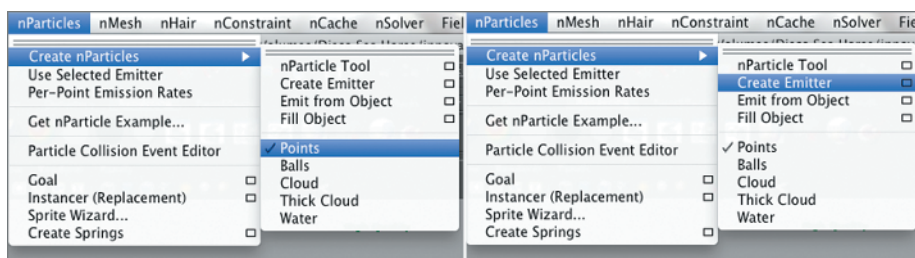 nParticles nMesh nHair nConstraint nCache nSolver
Create nParticles
Use Selected Emitter
Per-Point Emission Rates
Get nParticle Example...
Particle Collision Event Editor
Goal
Instancer (Replacement)
Sprite Wizard...
Create Springs
nParticle Tool
Create Emitter
Emit from Object
Fill Object
✓ Points
Balls
Cloud
Thick Cloud
Water
nParticles nMesh nHair nConstraint nCache nSolver
Create nParticles
Use Selected Emitter
Per-Point Emission Rates
Get nParticle Example...
Particle Collision Event Editor
Goal
Instancer (Replacement)
Sprite Wizard...
Create Springs
nParticle Tool
Create Emitter
Emit from Object
Fill Object
✓ Points
Balls
Cloud
Thick Cloud
Water